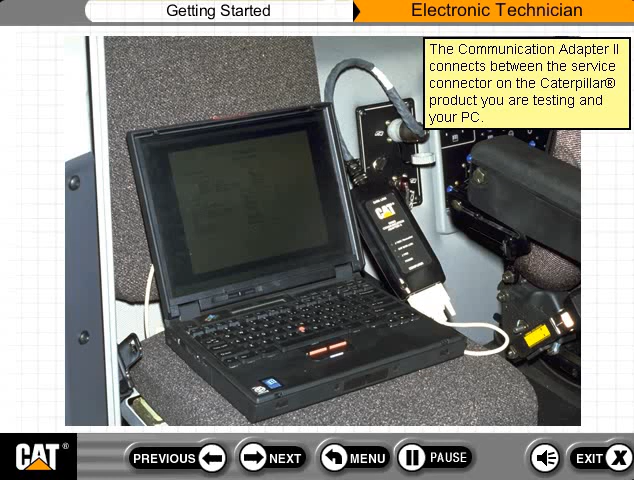 Getting Started
Electronic Technician
The Communication Adapter II
connects between the service
connector on the Caterpillar®
product you are testing and
your PC.
CAT
CAT®
PREVIOUS
NEXT
MENU
PAUSE
EXIT X